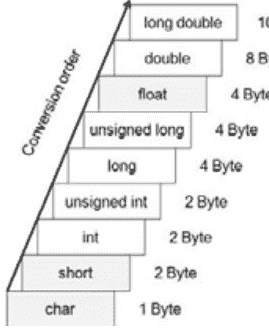 long double 10
double 8 B
float 4 Byte
unsigned long 4 Byte
long 4 Byte
unsigned int 2 Byte
int 2 Byte
short 2 Byte
char 1 Byte
Conversion order